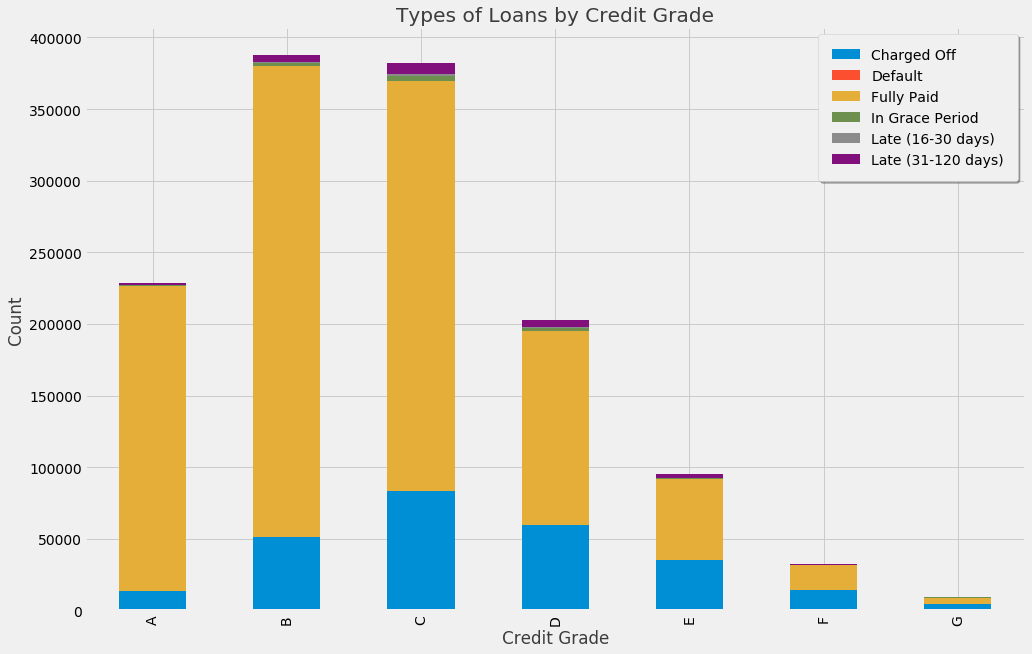 Types of Loans by Credit Grade
Charged Off
Default
Fully Paid
In Grace Period
Late (16-30 days)
Late (31-120 days)
Count
400000
350000
300000
250000
200000
150000
100000
50000
0
A
B
C
D
E
F
G
Credit Grade